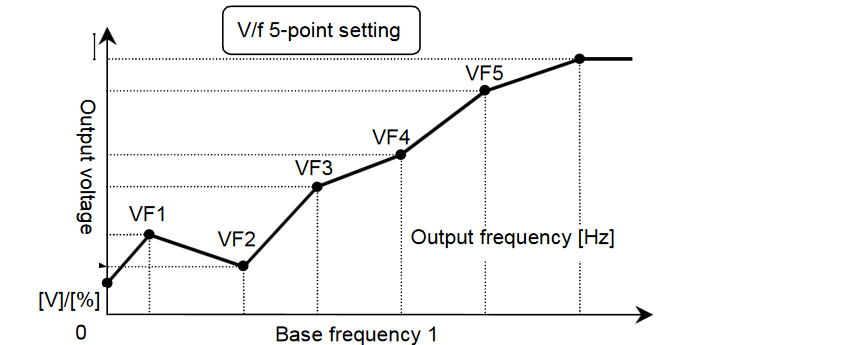 V/f 5-point setting
VF5
VF4
VF3
VF1
VF2
Output voltage
Output frequency [Hz]
[V]/[%]
0
Base frequency 1